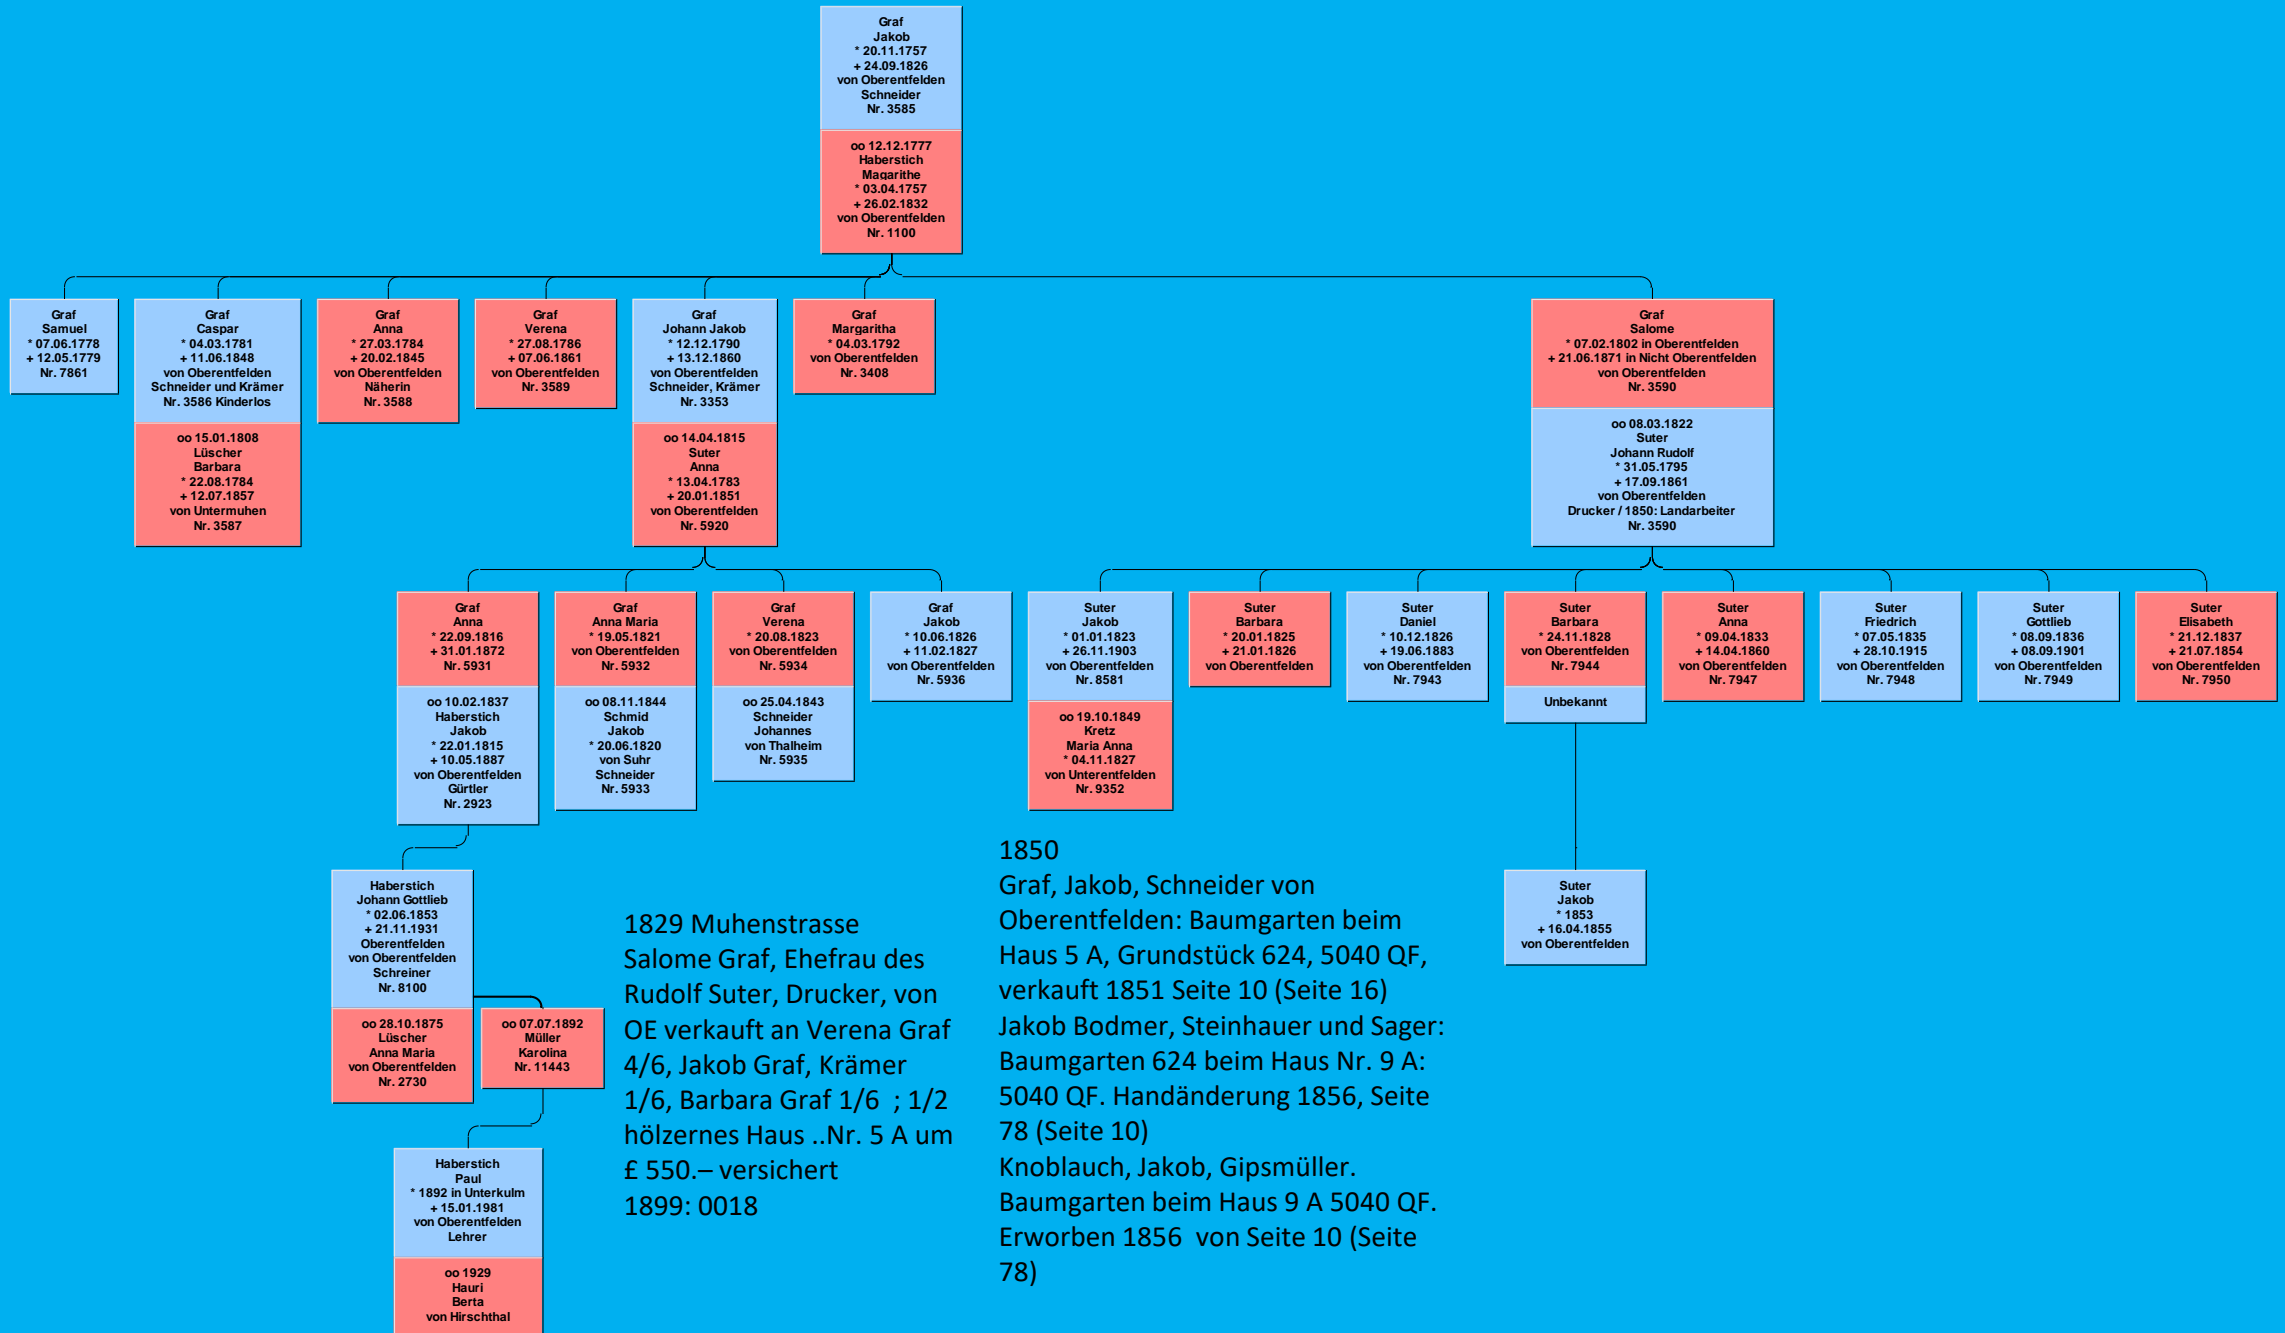 Graf
Jakob
* 20.11.1757
+ 24.09.1826
von Oberentfelden
Schneider
Nr. 3585
oo 12.12.1777
Haberstich
Magarithe
* 03.04.1757
+ 26.02.1832
von Oberentfelden
Nr. 1100
Graf
Samuel
* 07.06.1778
+ 12.05.1779
Nr. 7861
Graf
Caspar
* 04.03.1781
+ 11.06.1848
von Oberentfelden
Schneider und Krämer
Nr. 3586 Kinderlos
oo 15.01.1808
Lüscher
Barbara
* 22.08.1784
+ 12.07.1857
von Untermuhen
Nr. 3587
Graf
Anna
* 27.03.1784
+ 20.02.1845
von Oberentfelden
Näherin
Nr. 3588
Graf
Verena
* 27.08.1786
+ 07.06.1861
von Oberentfelden
Nr. 3589
Graf
Johann Jakob
* 12.12.1790
+ 13.12.1860
von Oberentfelden
Schneider, Krämer
Nr. 3353
oo 14.04.1815
Suter
Anna
* 13.04.1783
+ 20.01.1851
von Oberentfelden
Nr. 5920
Graf
Margaritha
* 04.03.1792
von Oberentfelden
Nr. 3408
Graf
Salome
* 07.02.1802 in Oberentfelden
+ 21.06.1871 in Nicht Oberentfelden
von Oberentfelden
Nr. 3590
oo 08.03.1822
Suter
Johann Rudolf
* 31.05.1795
+ 17.09.1861
von Oberentfelden
Drucker / 1850: Landarbeiter
Nr. 3590
Graf
Anna
* 22.09.1816
+ 31.01.1872
Nr. 5931
oo 10.02.1837
Haberstich
Jakob
* 22.01.1815
+ 10.05.1887
von Oberentfelden
Gürtler
Nr. 2923
Graf
Anna Maria
* 19.05.1821
von Oberentfelden
Nr. 5932
oo 08.11.1844
Schmid
Jakob
* 20.06.1820
von Suhr
Schneider
Nr. 5933
Graf
Verena
* 20.08.1823
von Oberentfelden
Nr. 5934
oo 25.04.1843
Schneider
Johannes
von Thalheim
Nr. 5935
Graf
Jakob
* 10.06.1826
+ 11.02.1827
von Oberentfelden
Nr. 5936
Suter
Jakob
* 01.01.1823
+ 26.11.1903
von Oberentfelden
Nr. 8581
oo 19.10.1849
Kretz
Maria Anna
* 04.11.1827
von Unterentfelden
Nr. 9352
Suter
Barbara
* 20.01.1825
+ 21.01.1826
von Oberentfelden
Suter
Daniel
* 10.12.1826
+ 19.06.1883
von Oberentfelden
Nr. 7943
Suter
Barbara
* 24.11.1828
von Oberentfelden
Nr. 7944
Unbekannt
Suter
Anna
* 09.04.1833
+ 14.04.1860
von Oberentfelden
Nr. 7947
Suter
Friedrich
* 07.05.1835
+ 28.10.1915
von Oberentfelden
Nr. 7948
Suter
Gottlieb
* 08.09.1836
+ 08.09.1901
von Oberentfelden
Nr. 7949
Suter
Elisabeth
* 21.12.1837
+ 21.07.1854
von Oberentfelden
Nr. 7950
Haberstich
Johann Gottlieb
* 02.06.1853
+ 21.11.1931
Oberentfelden
von Oberentfelden
Schreiner
Nr. 8100
oo 28.10.1875
Lüscher
Anna Maria
von Oberentfelden
Nr. 2730
oo 07.07.1892
Müller
Karolina
Nr. 11443
Haberstich
Paul
* 1892 in Unterkulm
+ 15.01.1981
von Oberentfelden
Lehrer
oo 1929
Hauri
Berta
von Hirschthal
1829 Muhenstrasse
Salome Graf, Ehefrau des
Rudolf Suter, Drucker, von
OE verkauft an Verena Graf
4/6, Jakob Graf, Krämer
1/6, Barbara Graf 1/6  ; 1/2
hölzernes Haus ..Nr. 5 A um
£ 550.– versichert
1899: 0018
1850
Graf, Jakob, Schneider von
Oberentfelden: Baumgarten beim
Haus 5 A, Grundstück 624, 5040 QF,
verkauft 1851 Seite 10 (Seite 16)
Jakob Bodmer, Steinhauer und Sager:
Baumgarten 624 beim Haus Nr. 9 A:
5040 QF. Handänderung 1856, Seite
78 (Seite 10)
Knoblauch, Jakob, Gipsmüller.
Baumgarten beim Haus 9 A 5040 QF.
Erworben 1856  von Seite 10 (Seite
78)
Suter
Jakob
* 1853
+ 16.04.1855
von Oberentfelden